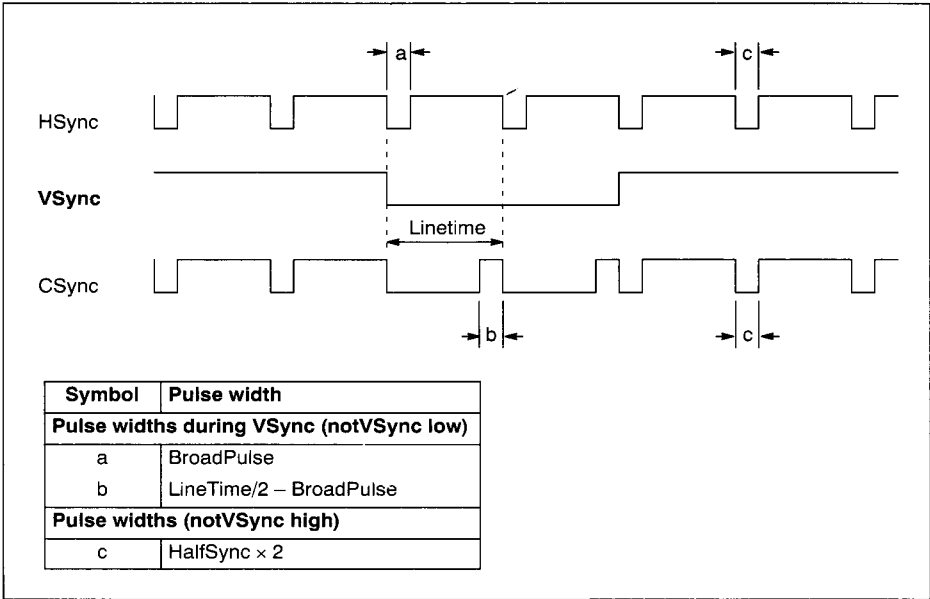 a
c
HSync
VSync
Linetime
CSync
b
c
Symbol Pulse width
Pulse widths during VSync (notVSync low)
a BroadPulse
b LineTime/2 – BroadPulse
Pulse widths (notVSync high)
c HalfSync × 2